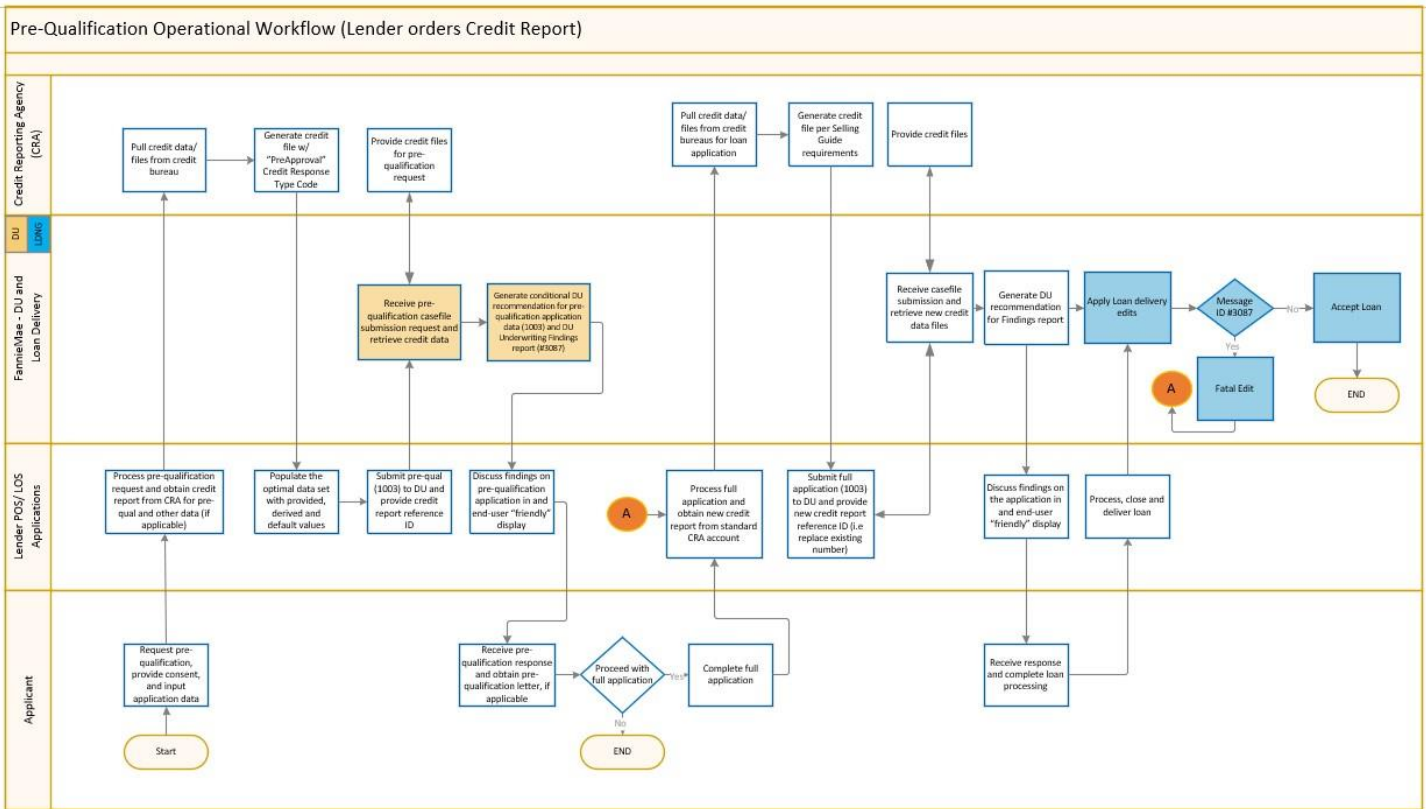 Pre-Qualification Operational Workflow (Lender orders Credit Report)
Credit Reporting Agency
(CRA)
Pull credit data/
files from credit
bureau
Generate credit
file w/
"PreApproval"
Credit Response
Type Code
Provide credit files
for pre-
qualification
request
Pull credit data/
files from credit
bureaus for loan
application
Generate credit
file per Selling
Guide
requirements
Provide credit files
DU
LDNG
FannieMae - DU and
Loan Delivery
Receive pre-
qualification casefile
submission request and
retrieve credit data
Generate conditional DU
recommendation for pre-
qualification application
data (1003) and DU
Underwriting Findings
report (#3087)
Receive casefile
submission and
retrieve new credit
data files
Generate DU
recommendation
for Findings report
Apply Loan delivery
edits
Message
ID #3087
No
Accept Loan
Yes
A
Fatal Edit
END
Lender POS/ LOS
Applications
Process pre-qualification
request and obtain credit
report from CRA for pre-
qual and other data (if
applicable)
Populate the
optimal data set
with provided,
derived and
default values
Submit pre-qual
(1003) to DU and
provide credit
report reference
ID
Discuss findings on
pre-qualification
application in and
end-user "friendly"
display
A
Process full
application and
obtain new credit
report from standard
CRA account
Submit full
application (1003)
to DU and provide
new credit report
reference ID (i.e
replace existing
number)
Discuss findings on
the application in
and end-user
"friendly" display
Process, close and
deliver loan
Applicant
Request pre-
qualification,
provide consent,
and input
application data
Start
Receive pre-
qualification response
and obtain pre-
qualification letter, if
applicable
Proceed with
full application
Yes
Complete full
application
No
END
Receive response
and complete loan
processing